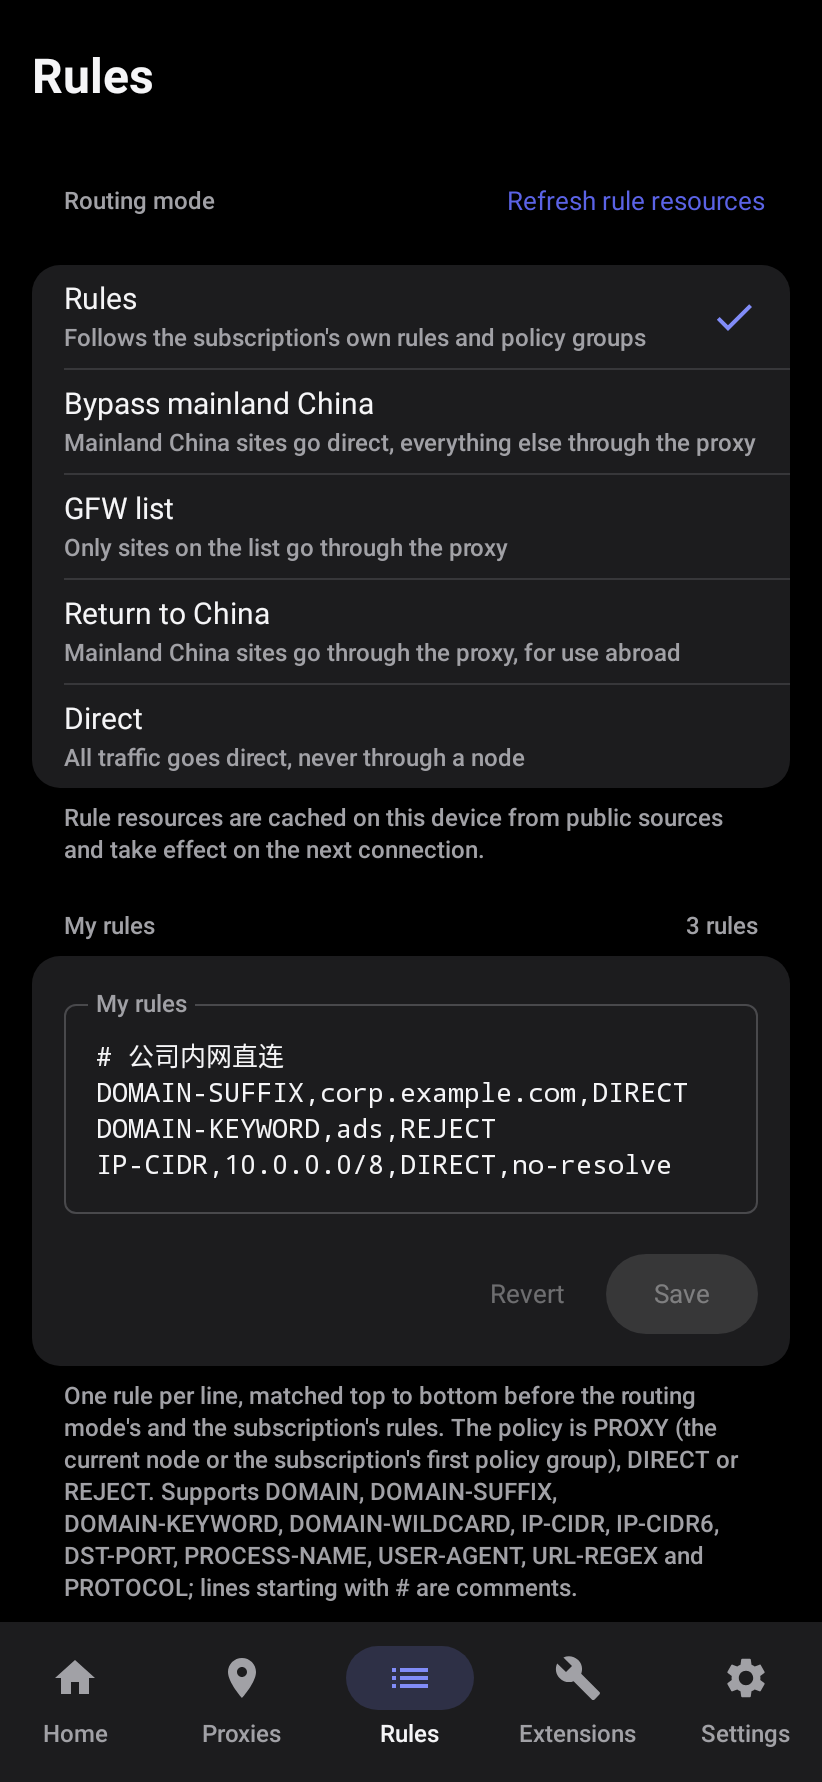 Rules
Routing mode
Refresh rule resources
Rules
Follows the subscription's own rules and policy groups
Bypass mainland China
Mainland China sites go direct, everything else through the proxy
GFW list
Only sites on the list go through the proxy
Return to China
Mainland China sites go through the proxy, for use abroad
Direct
All traffic goes direct, never through a node
Rule resources are cached on this device from public sources
and take effect on the next connection.
My rules
3 rules
My rules
# 公司内网直连
DOMAIN-SUFFIX,corp.example.com,DIRECT
DOMAIN-KEYWORD,ads,REJECT
IP-CIDR,10.0.0.0/8,DIRECT,no-resolve
Revert
Save
One rule per line, matched top to bottom before the routing
mode's and the subscription's rules. The policy is PROXY (the
current node or the subscription's first policy group), DIRECT or
REJECT. Supports DOMAIN, DOMAIN-SUFFIX,
DOMAIN-KEYWORD, DOMAIN-WILDCARD, IP-CIDR, IP-CIDR6,
DST-PORT, PROCESS-NAME, USER-AGENT, URL-REGEX and
PROTOCOL; lines starting with # are comments.
Home
Proxies
Rules
Extensions
Settings